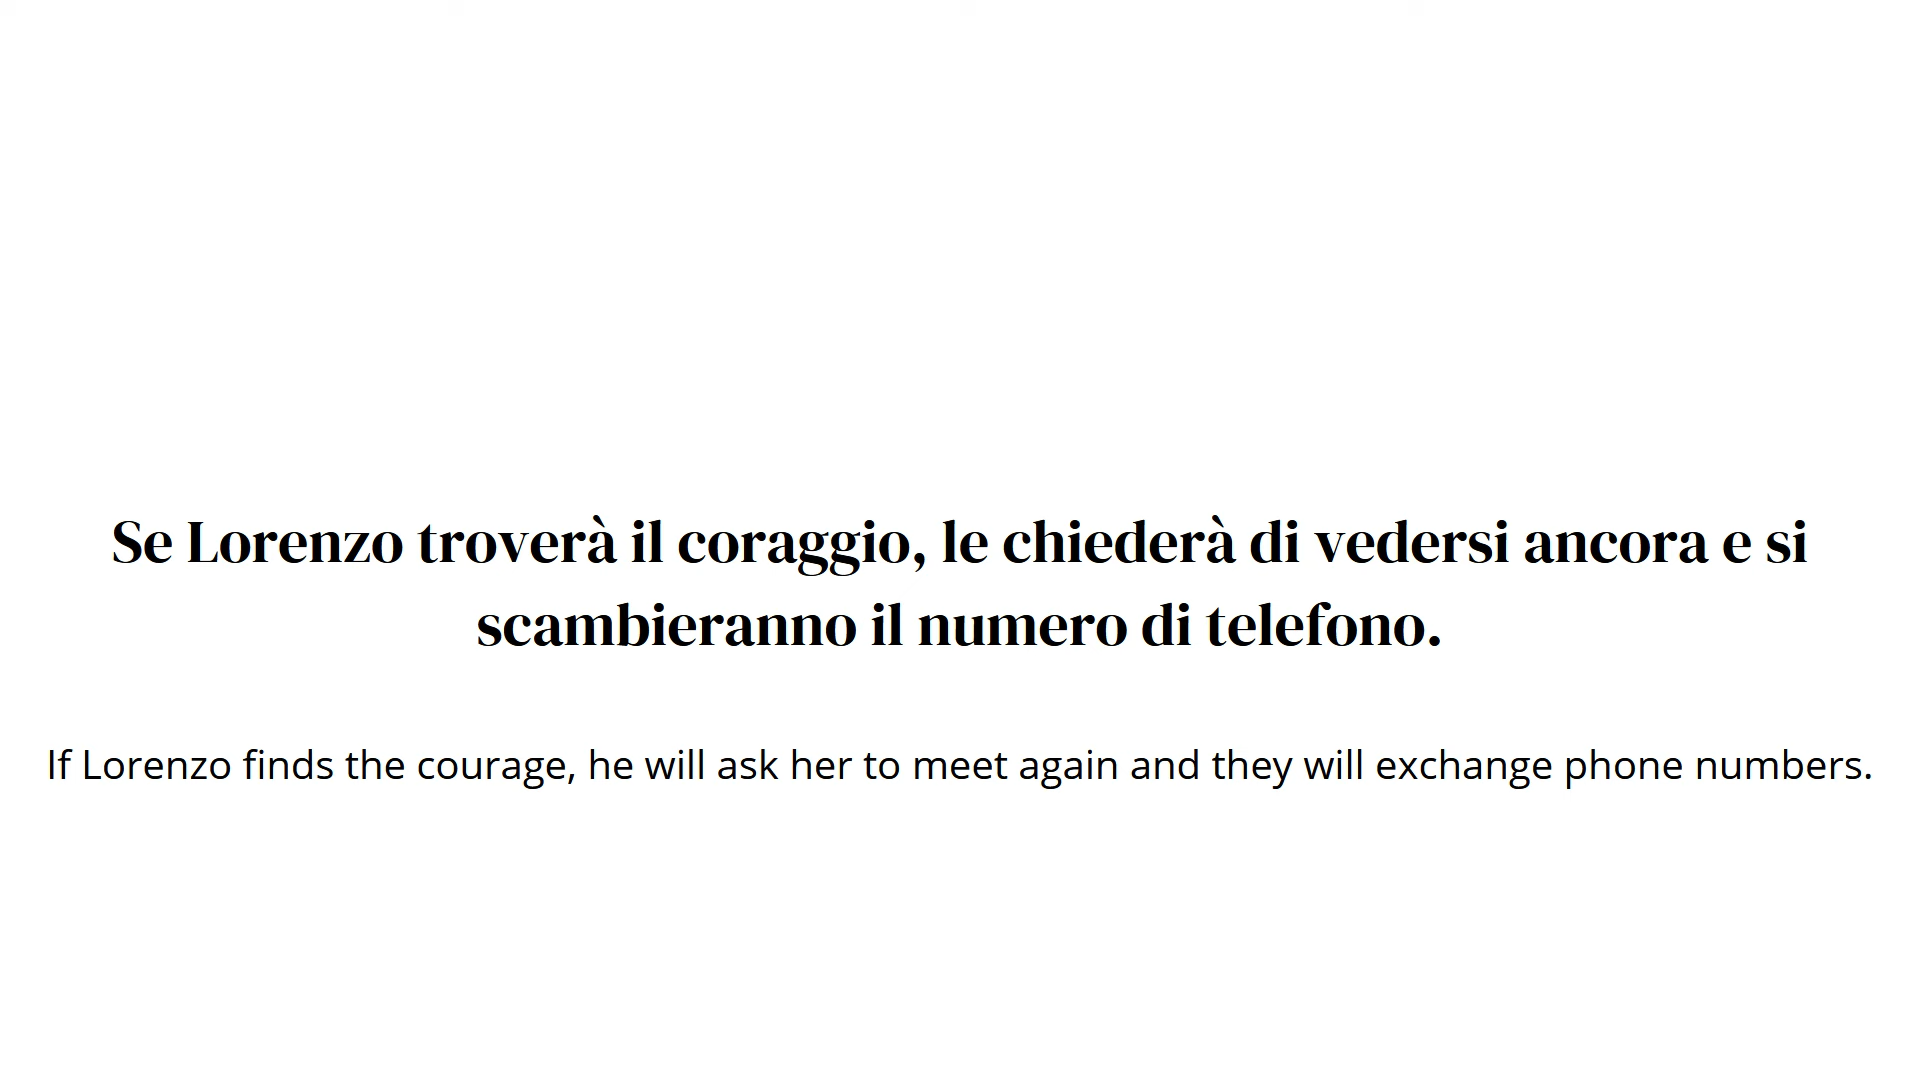 Se Lorenzo troverà il coraggio, le chiederà di vedersi ancora e si
scambieranno il numero di telefono.
If Lorenzo finds the courage, he will ask her to meet again and they will exchange phone numbers.